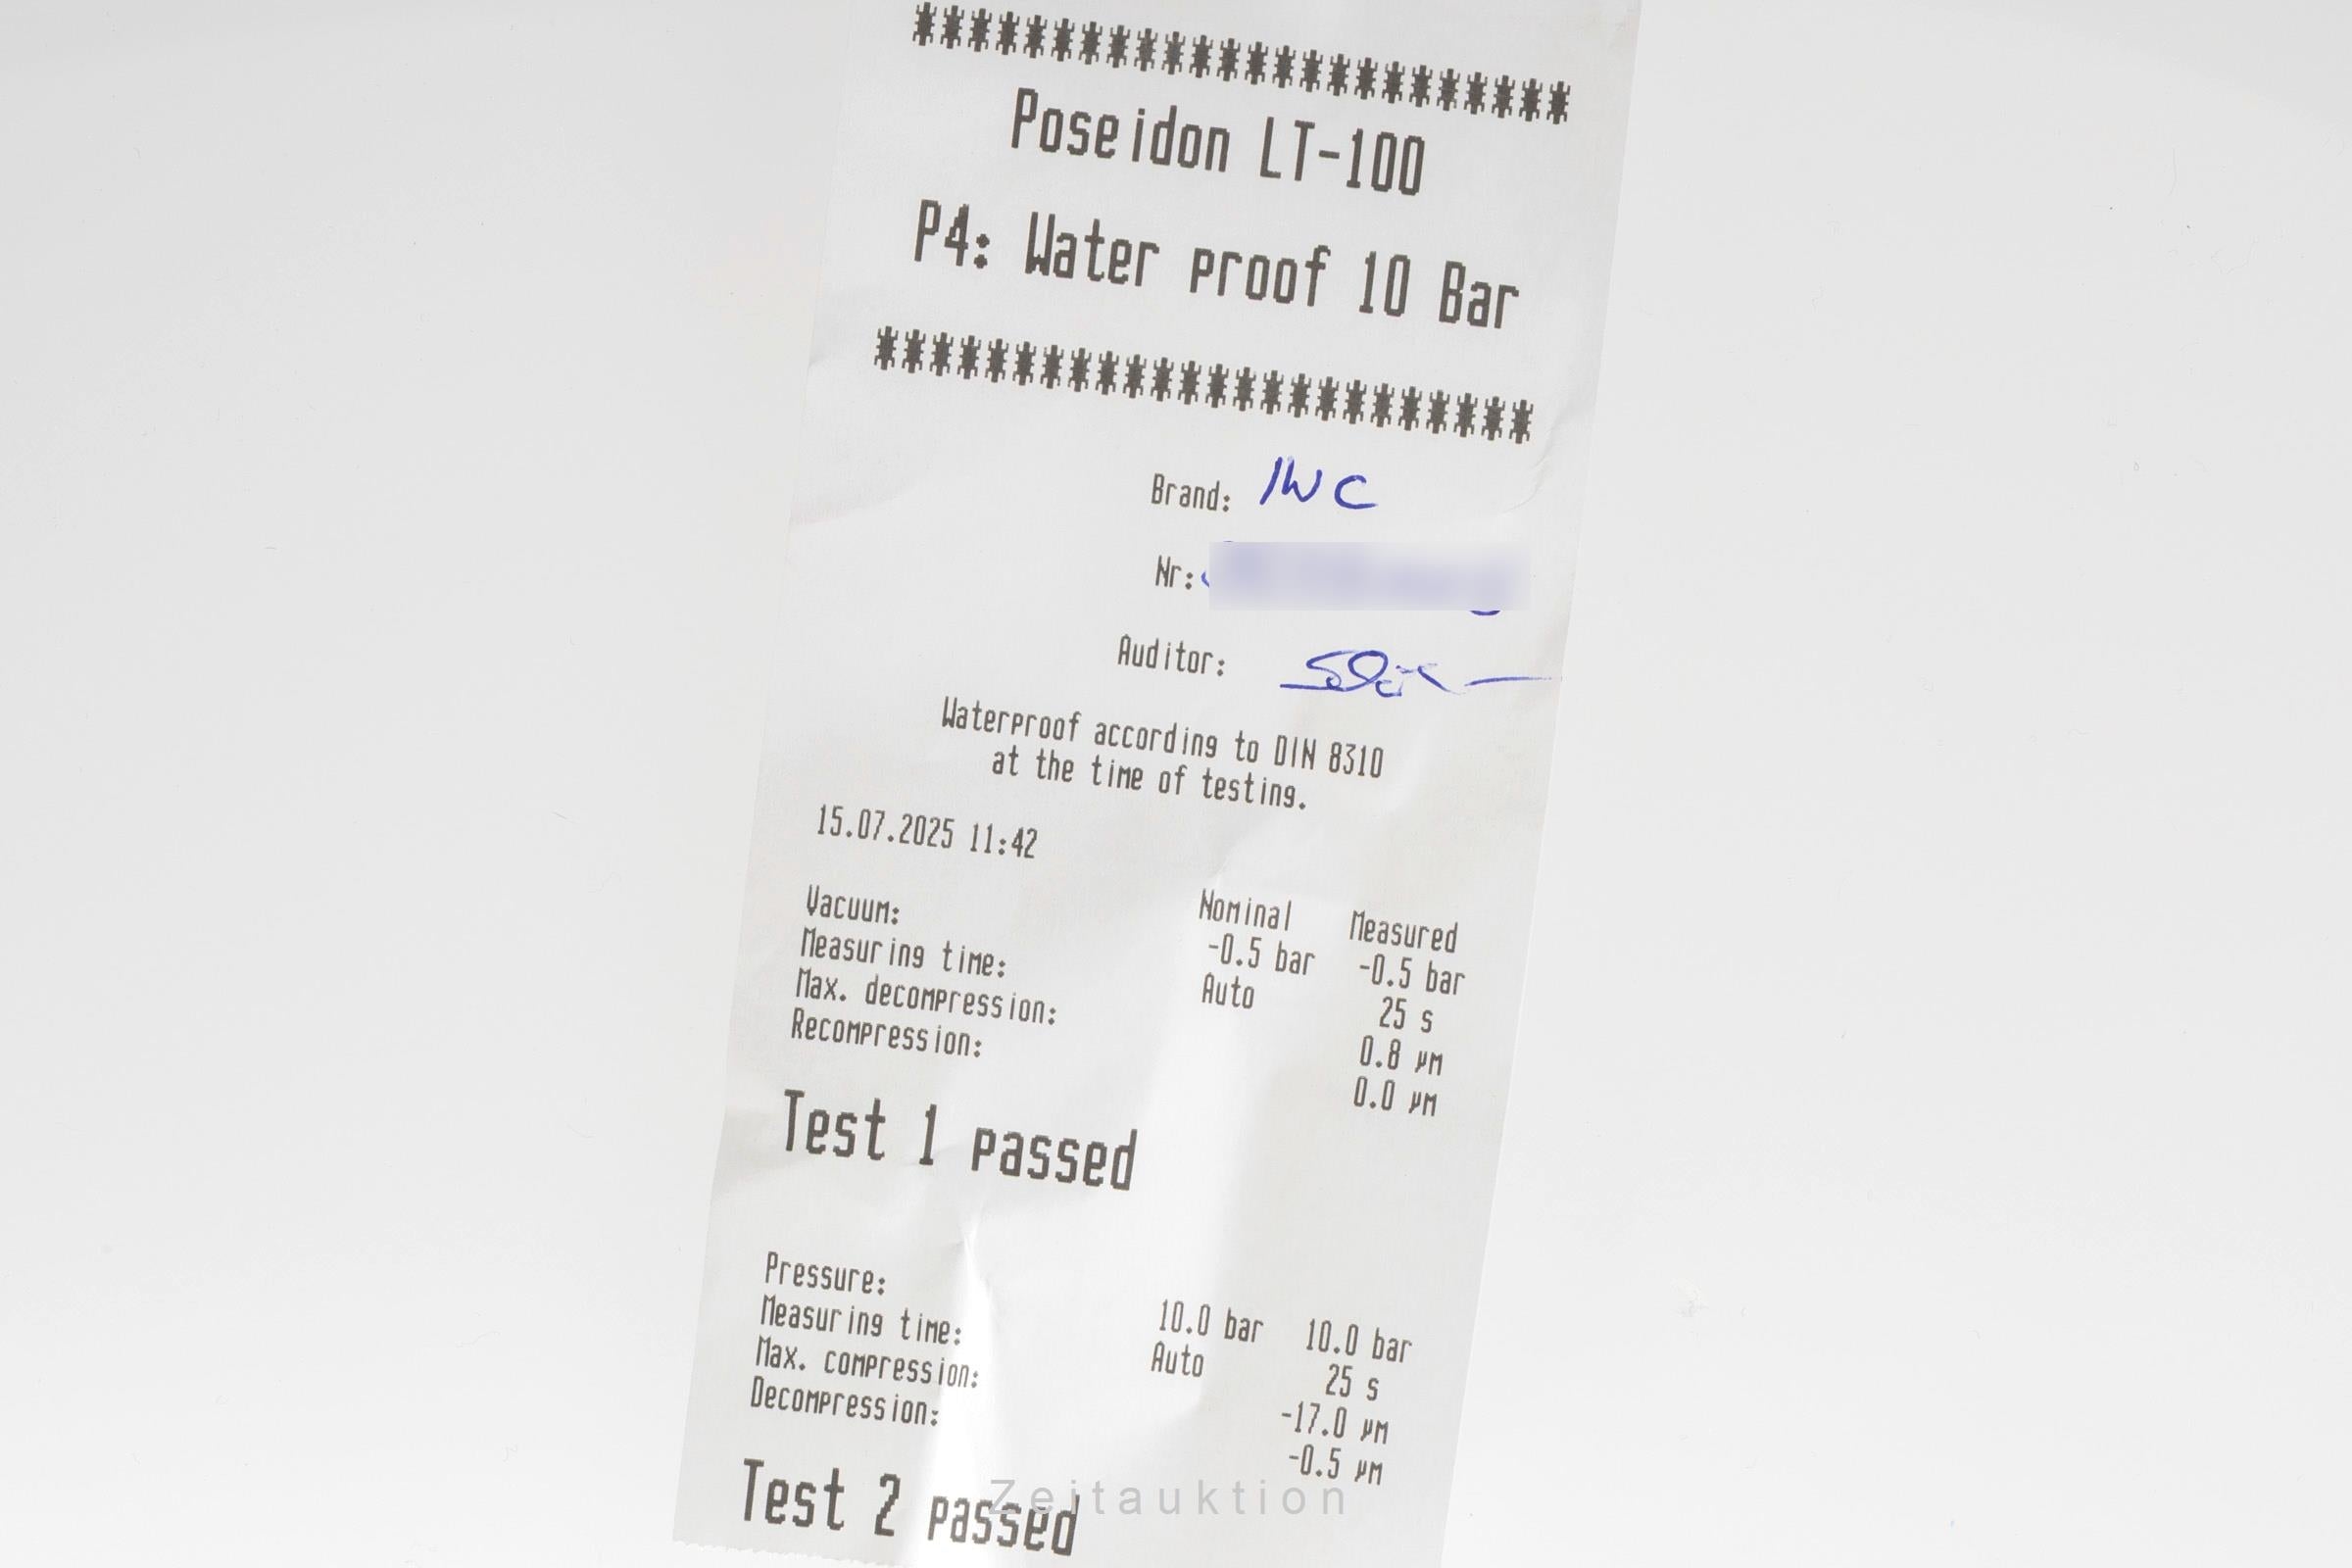 ************************
Poseidon LT-100
P4: Water proof 10 Bar
************************
Brand: IWC
Nr:
Auditor:
Waterproof according to DIN 8310
at the time of testing.
15.07.2025 11:42
Nominal Measured
Vacuum: -0.5 bar -0.5 bar
Measuring time: Auto 25 s
Max. decompression: 0.8 µm
Recompression: 0.0 µm
Test 1 passed
Pressure: 10.0 bar 10.0 bar
Measuring time: Auto 25 s
Max. compression: -17.0 µm
Decompression: -0.5 µm
Test 2 passed
Zeitauktion